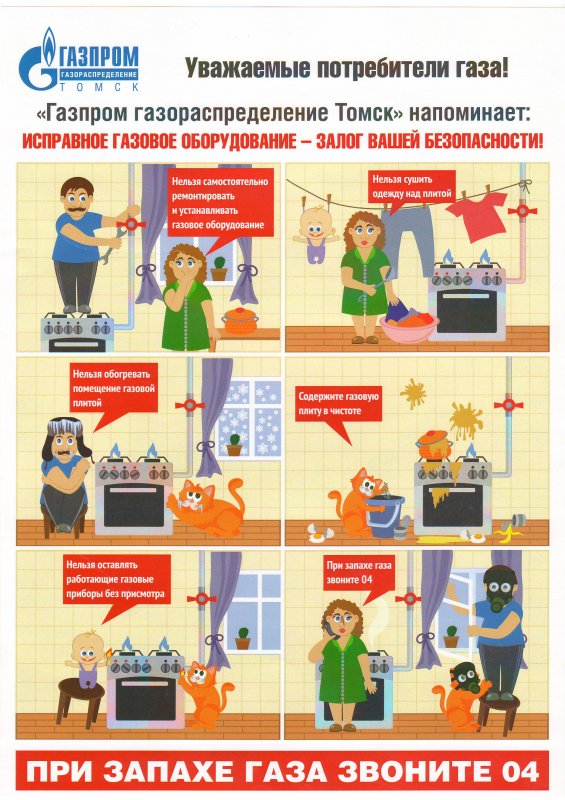 ГАЗПРОМ
ГАЗОРАСПРЕДЕЛЕНИЕ
ТОМСК
Уважаемые потребители газа!
«Газпром газораспределение Томск» напоминает:
ИСПРАВНОЕ ГАЗОВОЕ ОБОРУДОВАНИЕ – ЗАЛОГ ВАШЕЙ БЕЗОПАСНОСТИ!
Нельзя самостоятельно
ремонтировать
и устанавливать
газовое оборудование
Нельзя сушить
одежду над плитой
Нельзя обогревать
помещение газовой
плитой
Содержите газовую
плиту в чистоте
Нельзя оставлять
работающие газовые
приборы без присмотра
При запахе газа
звоните 04
ПРИ ЗАПАХЕ ГАЗА ЗВОНИТЕ 04